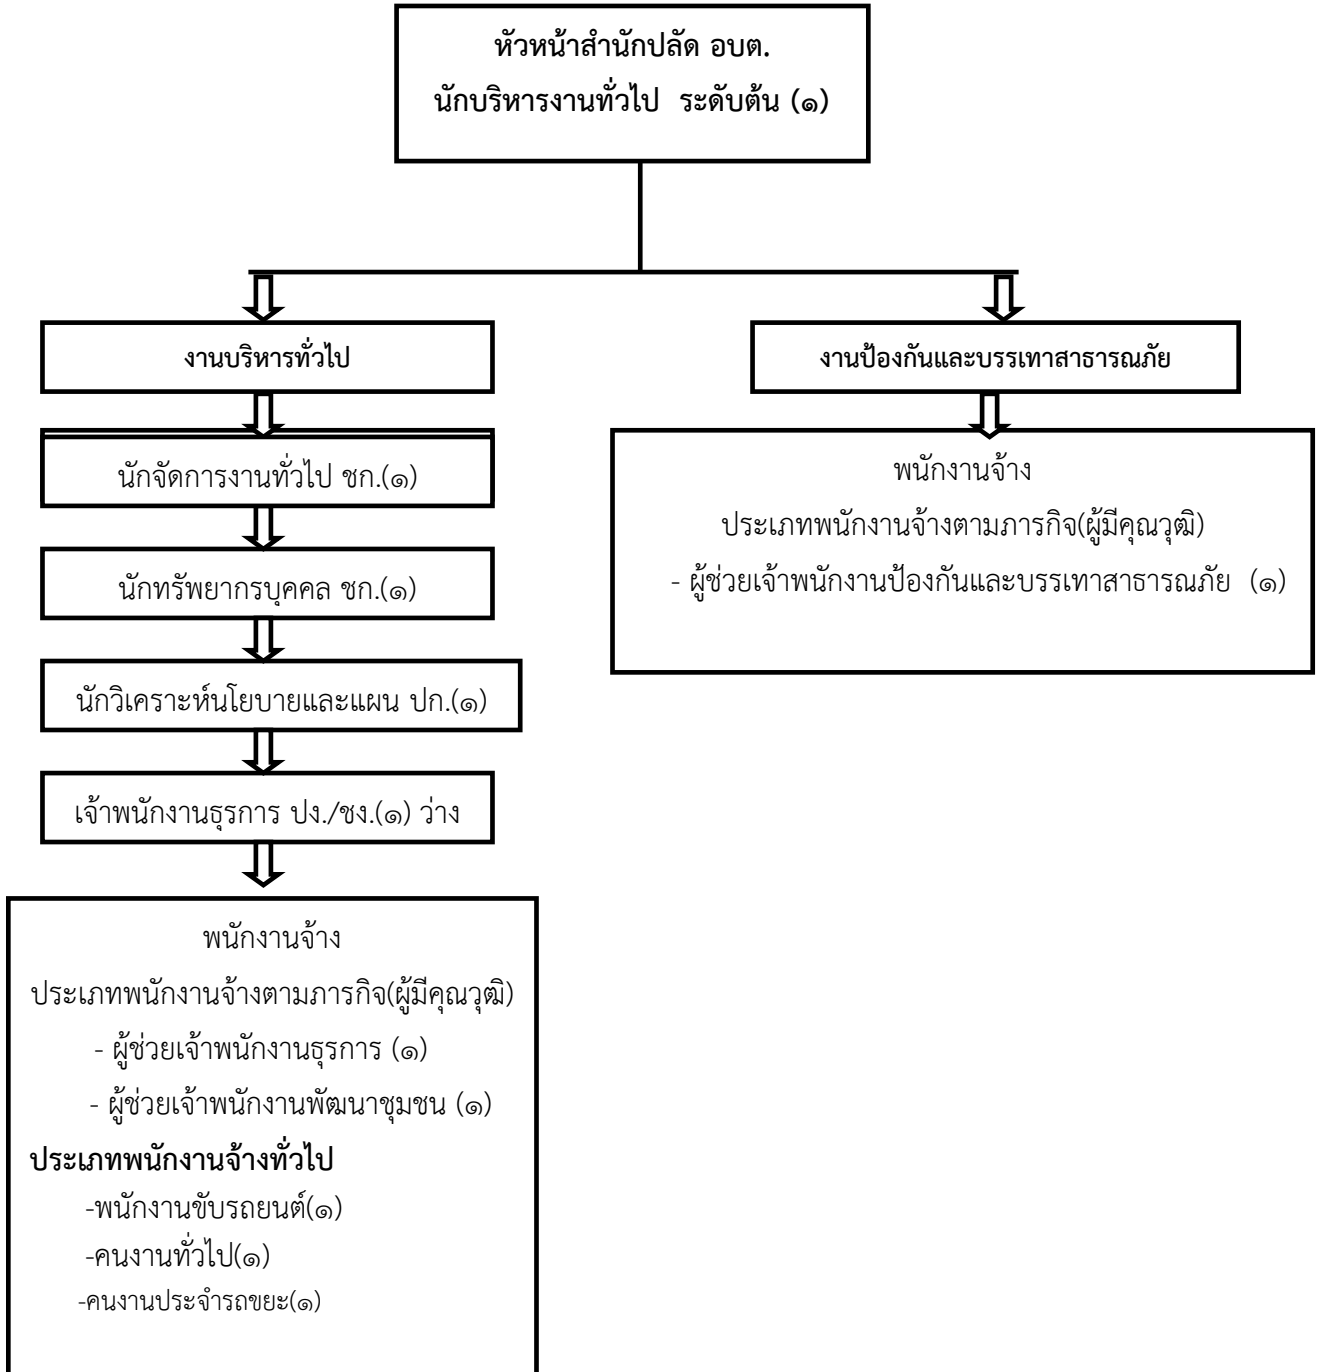 หัวหน้าสำนักปลัด อบต.
นักบริหารงานทั่วไป ระดับต้น (๑)
งานบริหารทั่วไป
นักจัดการงานทั่วไป ชก.(๑)
นักทรัพยากรบุคคล ชก.(๑)
นักวิเคราะห์นโยบายและแผน ปก.(๑)
เจ้าพนักงานธุรการ ปง./ชง.(๑) ว่าง
พนักงานจ้าง
ประเภทพนักงานจ้างตามภารกิจ(ผู้มีคุณวุฒิ)
- ผู้ช่วยเจ้าพนักงานธุรการ (๑)
- ผู้ช่วยเจ้าพนักงานพัฒนาชุมชน (๑)
ประเภทพนักงานจ้างทั่วไป
-พนักงานขับรถยนต์(๑)
-คนงานทั่วไป(๑)
-คนงานประจำรถขยะ(๑)
งานป้องกันและบรรเทาสาธารณภัย
พนักงานจ้าง
ประเภทพนักงานจ้างตามภารกิจ(ผู้มีคุณวุฒิ)
- ผู้ช่วยเจ้าพนักงานป้องกันและบรรเทาสาธารณภัย (๑)